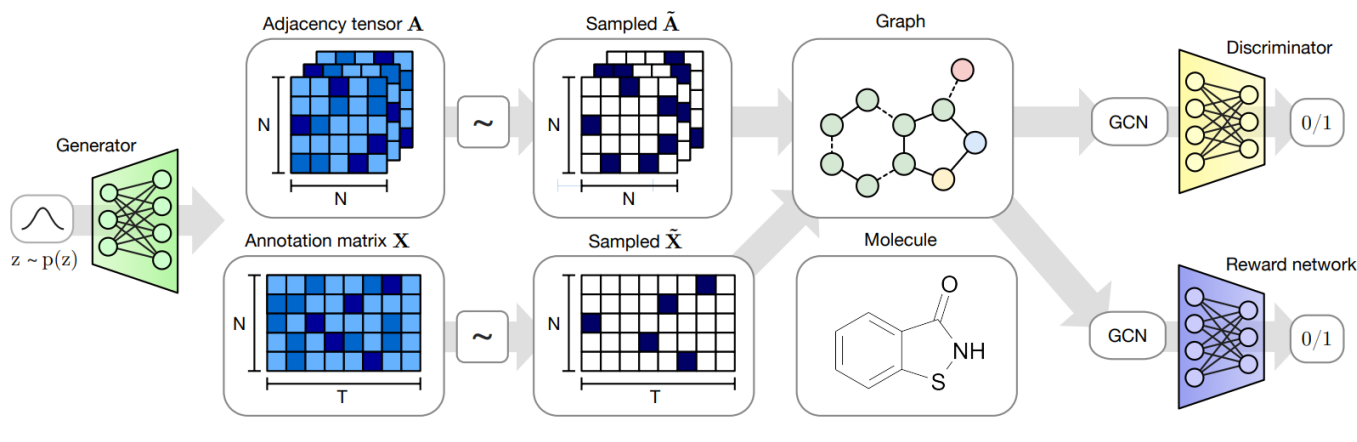 Generator
z ~ p(z)
Adjacency tensor A
N
N
Annotation matrix X
N
T
~
~
Sampled Ã
N
N
Sampled X̃
N
T
Graph
Molecule
O
NH
S
GCN
Discriminator
0/1
GCN
Reward network
0/1